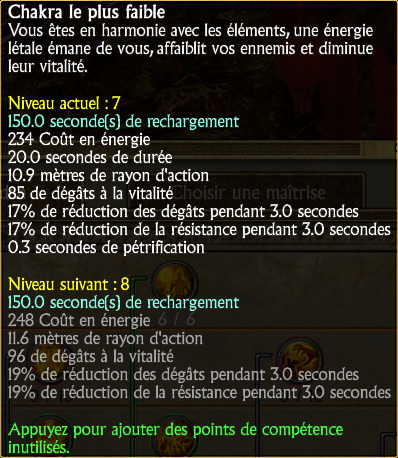 Chakra le plus faible
Vous êtes en harmonie avec les éléments, une énergie
létale émane de vous, affaiblit vos ennemis et diminue
leur vitalité.
Niveau actuel : 7
150.0 seconde(s) de rechargement
234 Coût en énergie
20.0 secondes de durée
10.9 mètres de rayon d'action
85 de dégâts à la vitalité
Choisir une maîtrise
17% de réduction des dégâts pendant 3.0 secondes
17% de réduction de la résistance pendant 3.0 secondes
0.3 secondes de pétrification
Niveau suivant : 8
150.0 seconde(s) de rechargement
248 Coût en énergie
6 / 6
11.6 mètres de rayon d'action
96 de dégâts à la vitalité
19% de réduction des dégâts pendant 3.0 secondes
19% de réduction de la résistance pendant 3.0 secondes
Appuyez pour ajouter des points de compétence
inutilisés.